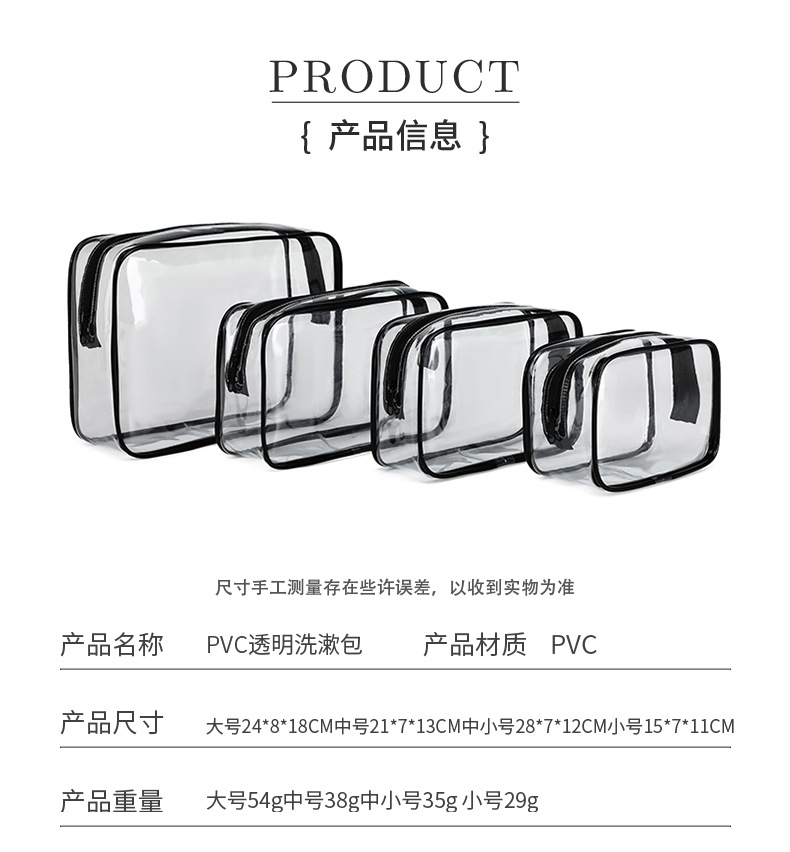 PRODUCT
{ 产品信息 }
尺寸手工测量存在些许误差，以收到实物为准
产品名称 PVC透明洗漱包 产品材质 PVC
产品尺寸 大号24*8*18CM中号21*7*13CM中小号28*7*12CM小号15*7*11CM
产品重量 大号54g中号38g中小号35g 小号29g